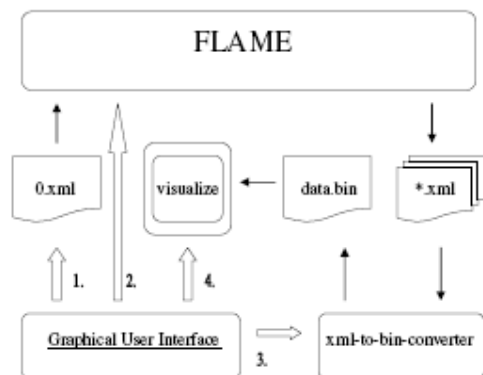 FLAME
0.xml
visualize
data.bin
*.xml
1.
2.
4.
Graphical User Interface
3.
xml-to-bin-converter